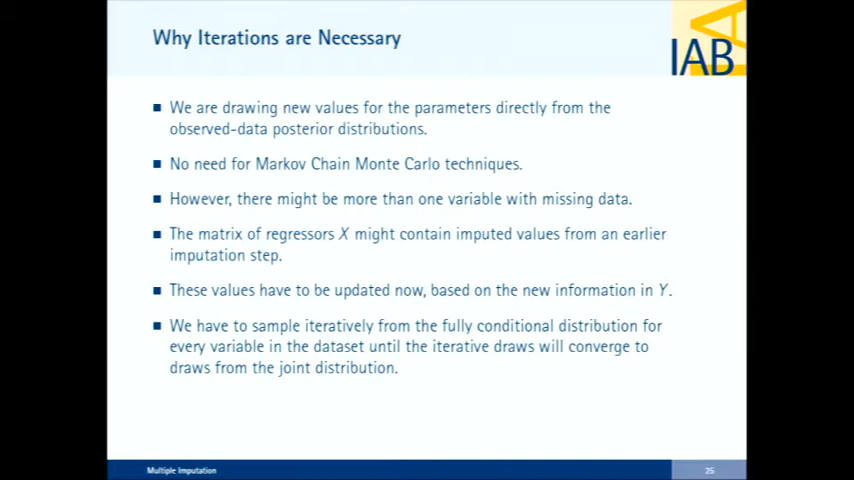 Why Iterations are Necessary
IAB
We are drawing new values for the parameters directly from the
observed-data posterior distributions.
No need for Markov Chain Monte Carlo techniques.
However, there might be more than one variable with missing data.
The matrix of regressors X might contain imputed values from an earlier
imputation step.
These values have to be updated now, based on the new information in Y.
We have to sample iteratively from the fully conditional distribution for
every variable in the dataset until the iterative draws will converge to
draws from the joint distribution.
Multiple Imputation
25